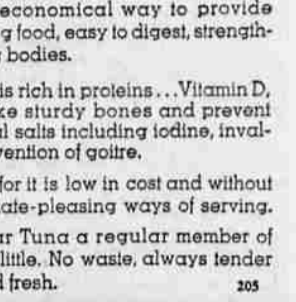 economical way to provide
g food, easy to digest, strength-
bodies.
is rich in proteins...Vitamin D,
ke sturdy bones and prevent
l salts including iodine, inval-
vention of goitre.
for it is low in cost and without
ate-pleasing ways of serving.
ar Tuna a regular member of
little. No waste, always tender
d fresh.
205